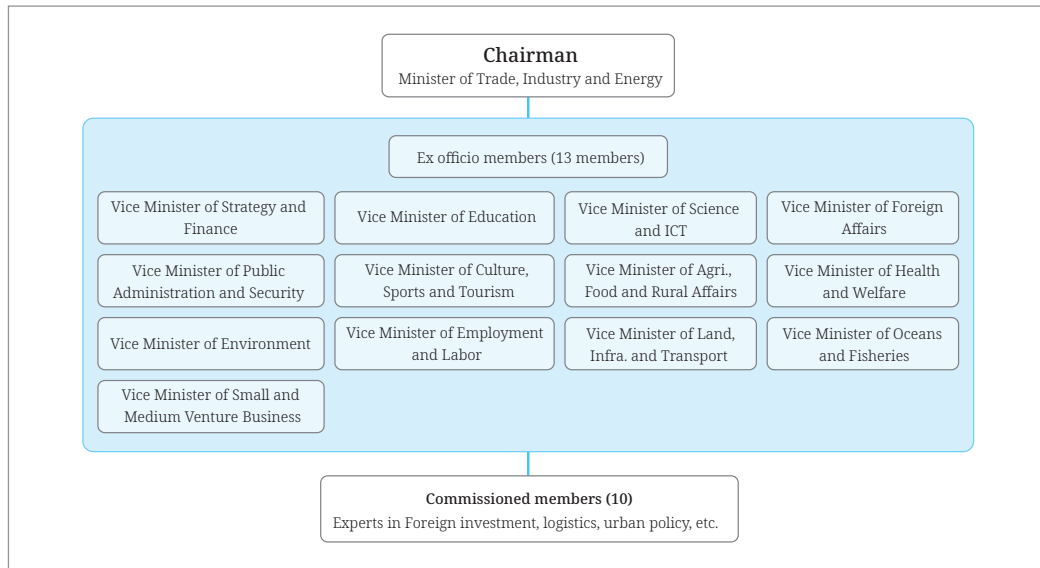 Chairman
Minister of Trade, Industry and Energy
Ex officio members (13 members)
Vice Minister of Strategy and
Finance
Vice Minister of Education
Vice Minister of Science
and ICT
Vice Minister of Foreign
Affairs
Vice Minister of Public
Administration and Security
Vice Minister of Culture,
Sports and Tourism
Vice Minister of Agri.,
Food and Rural Affairs
Vice Minister of Health
and Welfare
Vice Minister of Environment
Vice Minister of Employment
and Labor
Vice Minister of Land,
Infra. and Transport
Vice Minister of Oceans
and Fisheries
Vice Minister of Small and
Medium Venture Business
Commissioned members (10)
Experts in Foreign investment, logistics, urban policy, etc.